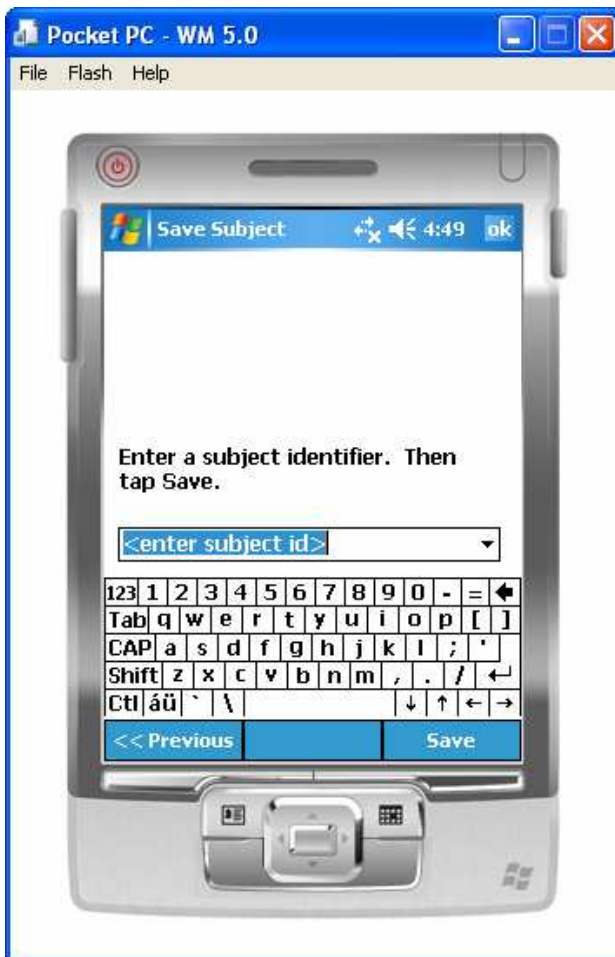 Pocket PC - WM 5.0
File Flash Help
Save Subject 4:49 ok
Enter a subject identifier. Then
tap Save.
<enter subject id>
123 1 2 3 4 5 6 7 8 9 0 - =
Tab q w e r t y u i o p [ ]
CAP a s d f g h j k l ; '
Shift z x c v b n m , . / ↵
Ctl áü ` \ ↓ ↑ ← →
<< Previous Save